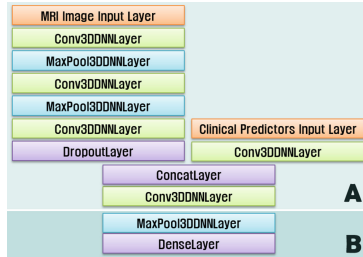 MRI Image Input Layer
Conv3DDNNLayer
MaxPool3DDNNLayer
Conv3DDNNLayer
MaxPool3DDNNLayer
Conv3DDNNLayer
Clinical Predictors Input Layer
DropoutLayer
Conv3DDNNLayer
ConcatLayer
Conv3DDNNLayer
A
MaxPool3DDNNLayer
DenseLayer
B